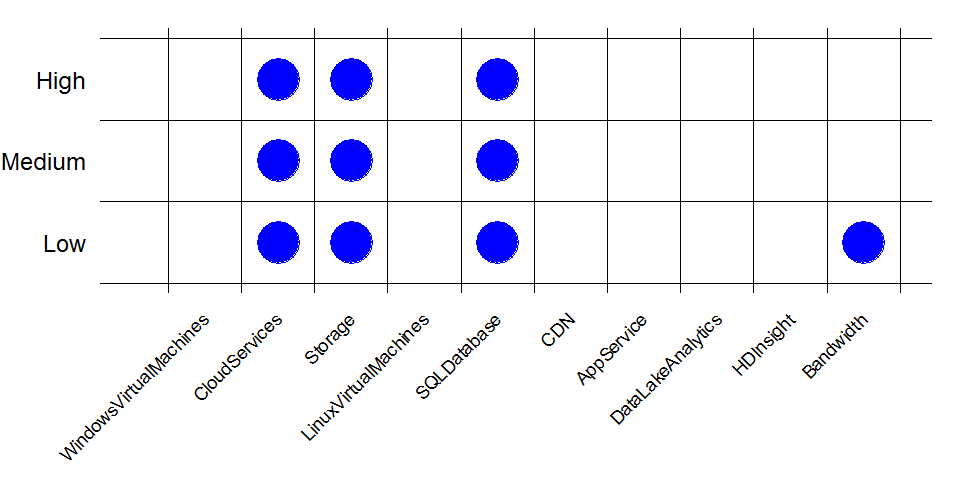 High
Medium
Low
WindowsVirtualMachines
CloudServices
Storage
LinuxVirtualMachines
SQLDatabase
CDN
AppService
DataLakeAnalytics
HDInsight
Bandwidth